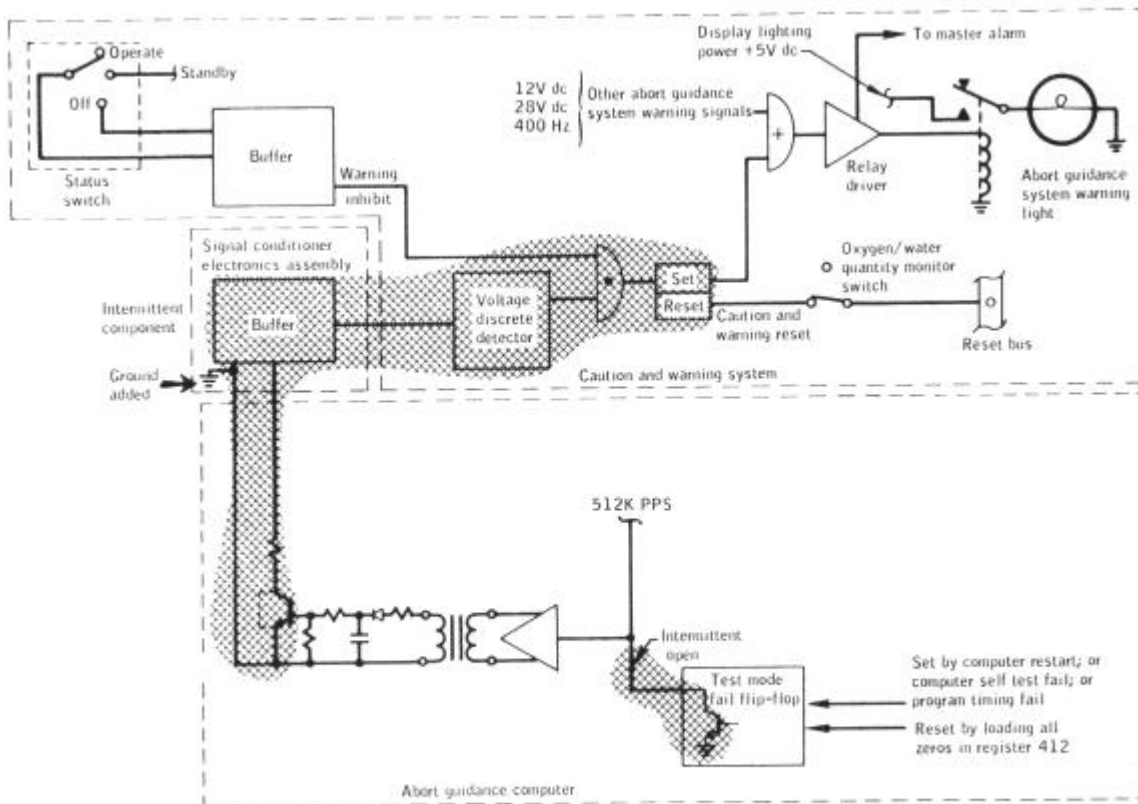 Operate
Standby
Off
Status
switch
Buffer
Warning
inhibit
12V dc
28V dc
400 Hz
Other abort guidance
system warning signals
Display lighting
power +5V dc
To master alarm
+
Relay
driver
Abort guidance
system warning
light
Signal conditioner
electronics assembly
Intermittent
component
Buffer
Ground
added
Voltage
discrete
detector
Set
Reset
Caution and
warning reset
Oxygen/water
quantity monitor
switch
Reset bus
Caution and warning system
512K PPS
Intermittent
open
Test mode
fail flip-flop
Set by computer restart; or
computer self test fail; or
program timing fail
Reset by loading all
zeros in register 412
Abort guidance computer